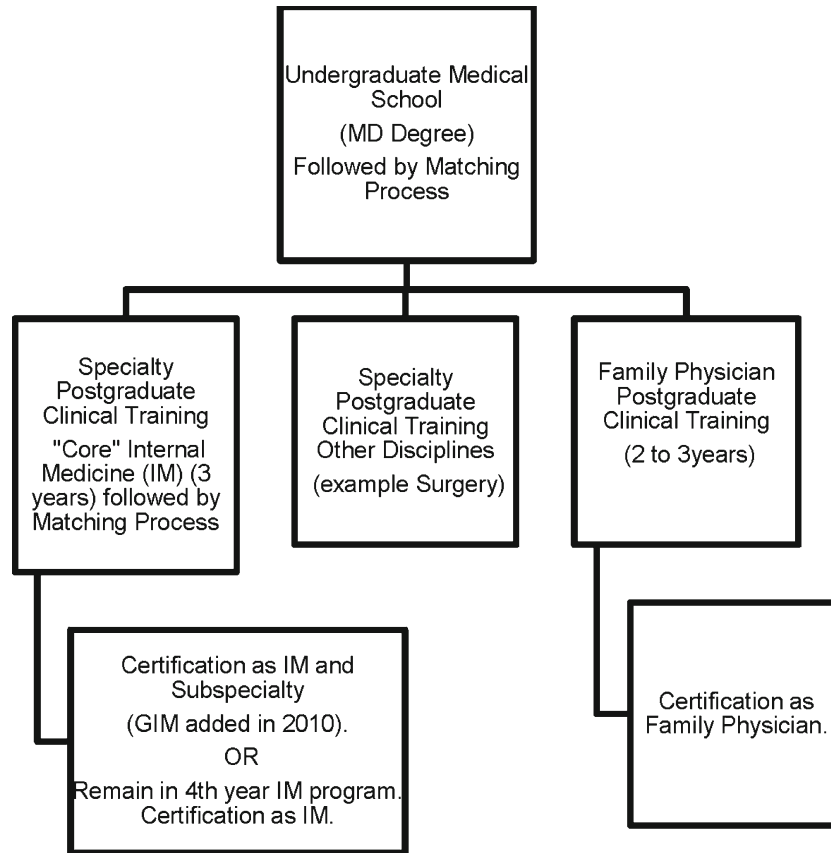 Undergraduate Medical
School
(MD Degree)
Followed by Matching
Process
Specialty
Postgraduate
Clinical Training
"Core" Internal
Medicine (IM) (3
years) followed by
Matching Process
Specialty
Postgraduate
Clinical Training
Other Disciplines
(example Surgery)
Family Physician
Postgraduate
Clinical Training
(2 to 3years)
Certification as IM and
Subspecialty
(GIM added in 2010).
OR
Remain in 4th year IM program.
Certification as IM.
Certification as
Family Physician.